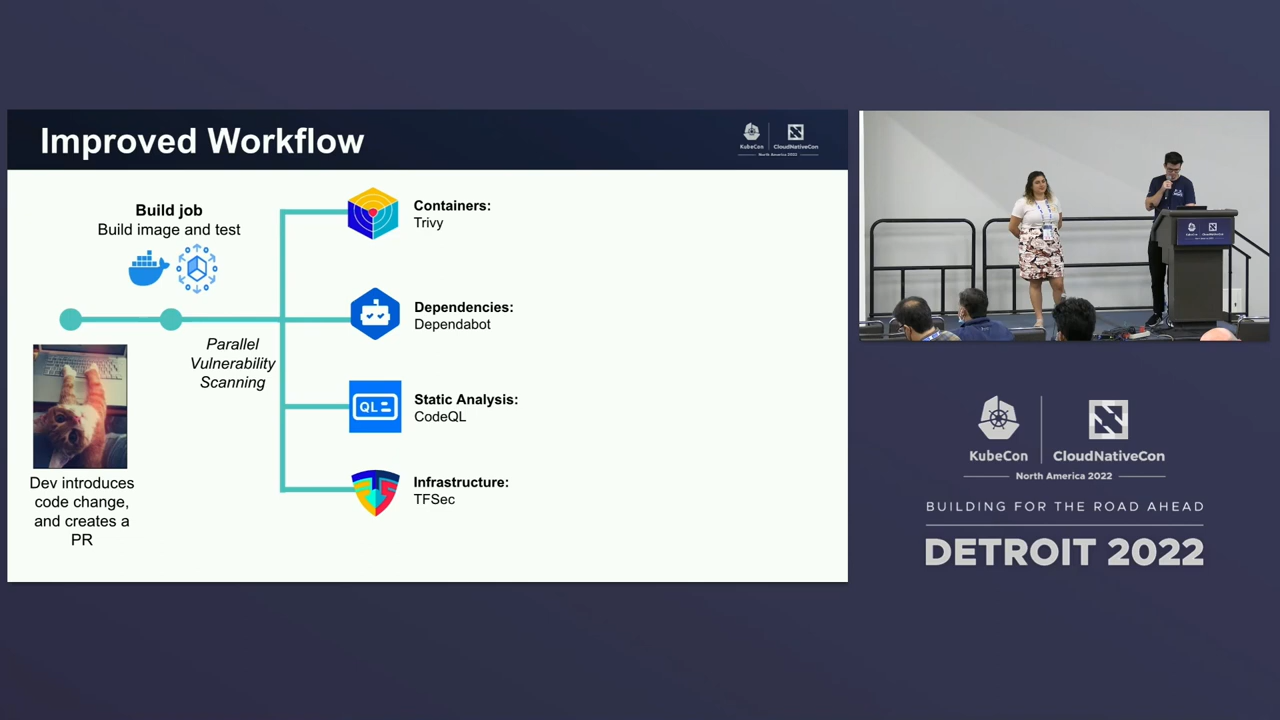 Improved Workflow
KubeCon
CloudNativeCon
North America 2022
Build job
Build image and test
Containers:
Trivy
Dependencies:
Dependabot
Parallel
Vulnerability
Scanning
QL
Static Analysis:
CodeQL
Infrastructure:
TFSec
Dev introduces
code change,
and creates a
PR
KubeCon
CloudNativeCon
North America 2022
BUILDING FOR THE ROAD AHEAD
DETROIT 2022